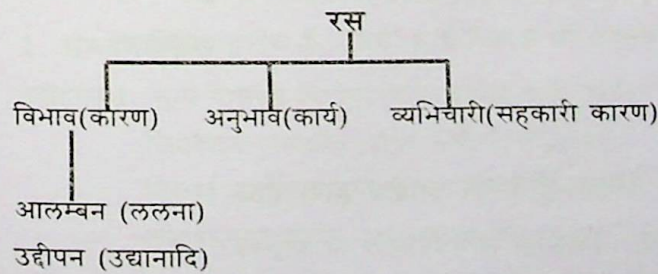 रस
विभाव(कारण) अनुभाव(कार्य) व्यभिचारी(सहकारी कारण)
आलम्बन (ललना)
उद्दीपन (उद्यानादि)